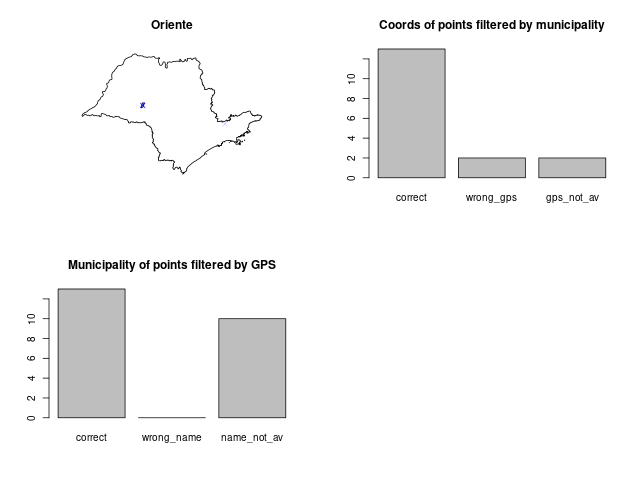 Oriente
Coords of points filtered by municipality
10
8
6
4
2
0
correct wrong_gps gps_not_av
Municipality of points filtered by GPS
10
8
6
4
2
0
correct wrong_name name_not_av